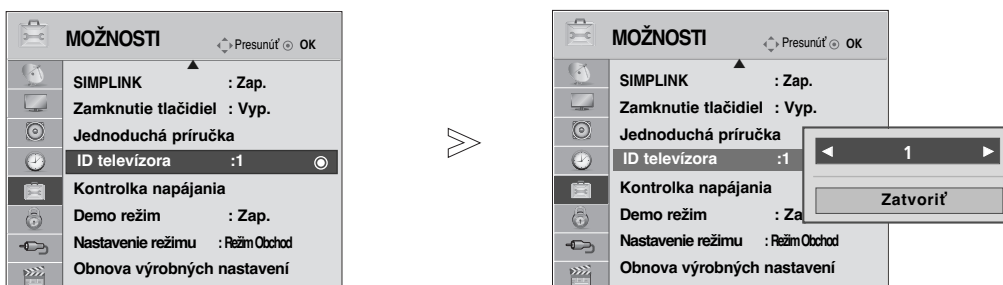 MOŽNOSTI
Presunúť OK
SIMPLINK : Zap.
Zamknutie tlačidiel : Vyp.
Jednoduchá príručka
ID televízora :1
Kontrolka napájania
Demo režim : Zap.
Nastavenie režimu : Režim Obchod
Obnova výrobných nastavení
MOŽNOSTI
Presunúť OK
SIMPLINK : Zap.
Zamknutie tlačidiel : Vyp.
Jednoduchá príručka
ID televízora :1
◄ 1 ►
Kontrolka napájania
Zatvoriť
Demo režim : Za
Nastavenie režimu : Režim Obchod
Obnova výrobných nastavení